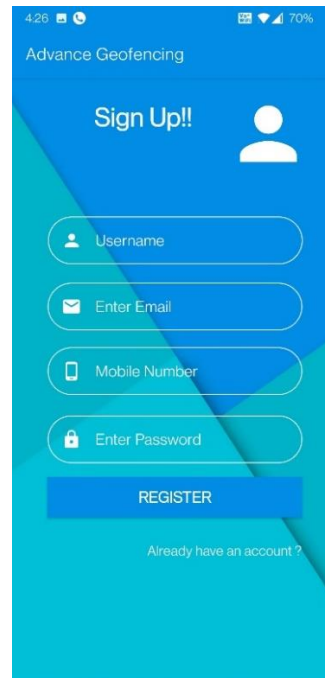 4:26 70%
Advance Geofencing
Sign Up!!
Username
Enter Email
Mobile Number
Enter Password
REGISTER
Already have an account ?